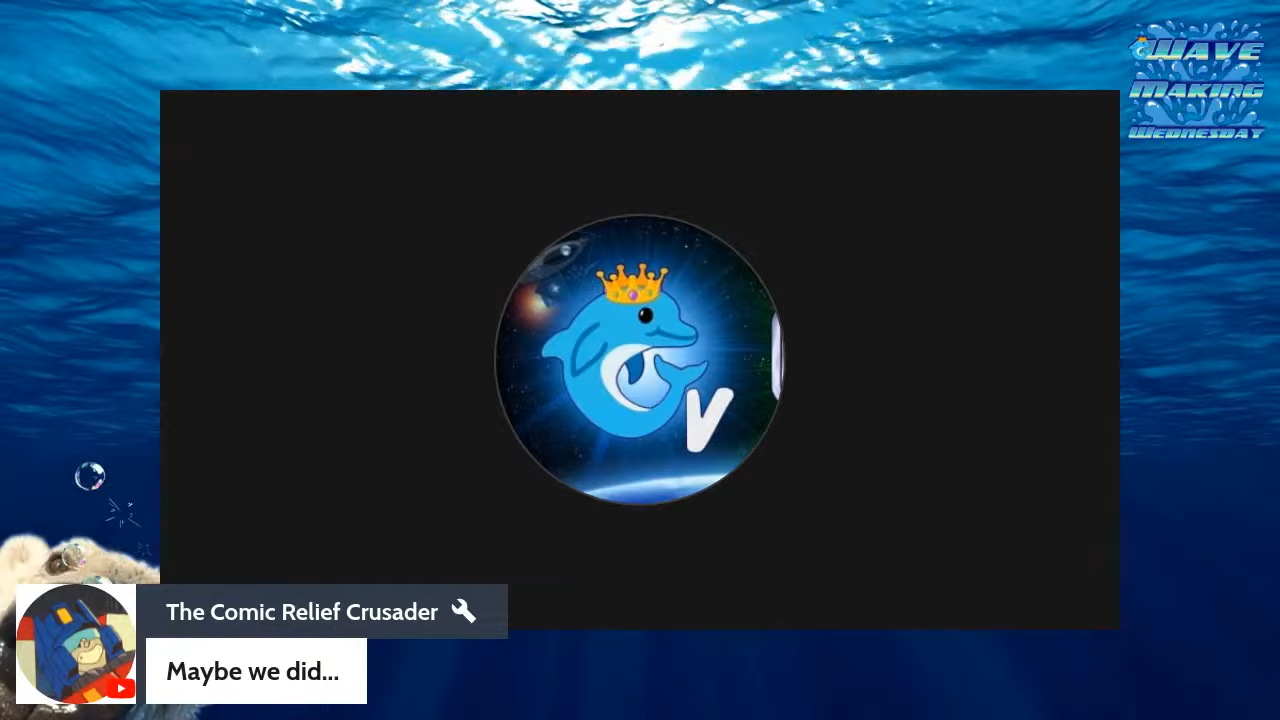 WAVE
MAKING
WEDNESDAY
V
The Comic Relief Crusader
Maybe we did...